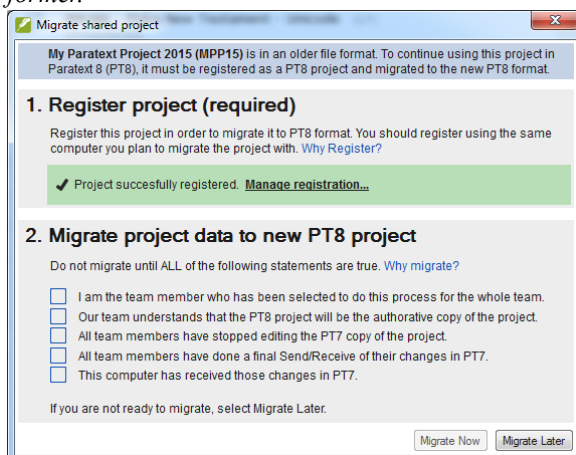 former.
Migrate shared project
My Paratext Project 2015 (MPP15) is in an older file format. To continue using this project in
Paratext 8 (PT8), it must be registered as a PT8 project and migrated to the new PT8 format.
1. Register project (required)
Register this project in order to migrate it to PT8 format. You should register using the same
computer you plan to migrate the project with. Why Register?
✔ Project succesfully registered. Manage registration...
2. Migrate project data to new PT8 project
Do not migrate until ALL of the following statements are true. Why migrate?
I am the team member who has been selected to do this process for the whole team.
Our team understands that the PT8 project will be the authorative copy of the project.
All team members have stopped editing the PT7 copy of the project.
All team members have done a final Send/Receive of their changes in PT7.
This computer has received those changes in PT7.
If you are not ready to migrate, select Migrate Later.
Migrate Now Migrate Later